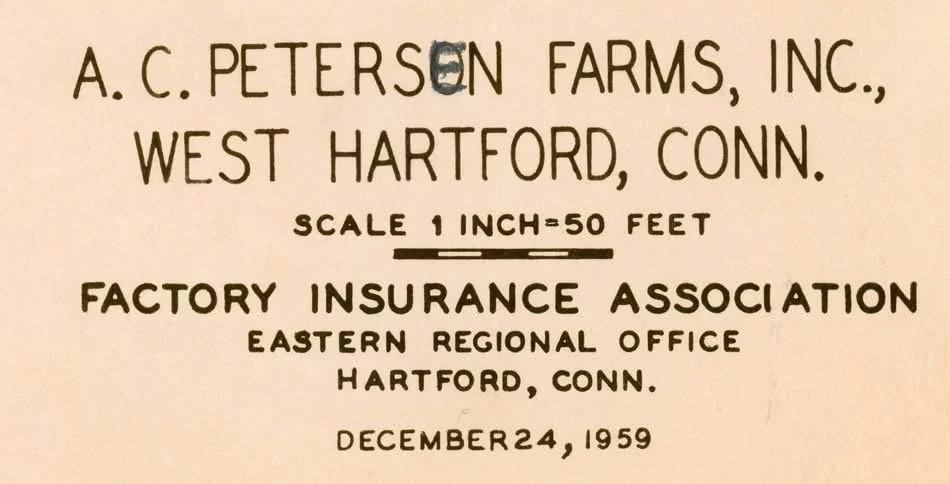 A. C. PETERSEN FARMS, INC.,
WEST HARTFORD, CONN.
SCALE 1 INCH=50 FEET
FACTORY INSURANCE ASSOCIATION
EASTERN REGIONAL OFFICE
HARTFORD, CONN.
DECEMBER 24, 1959